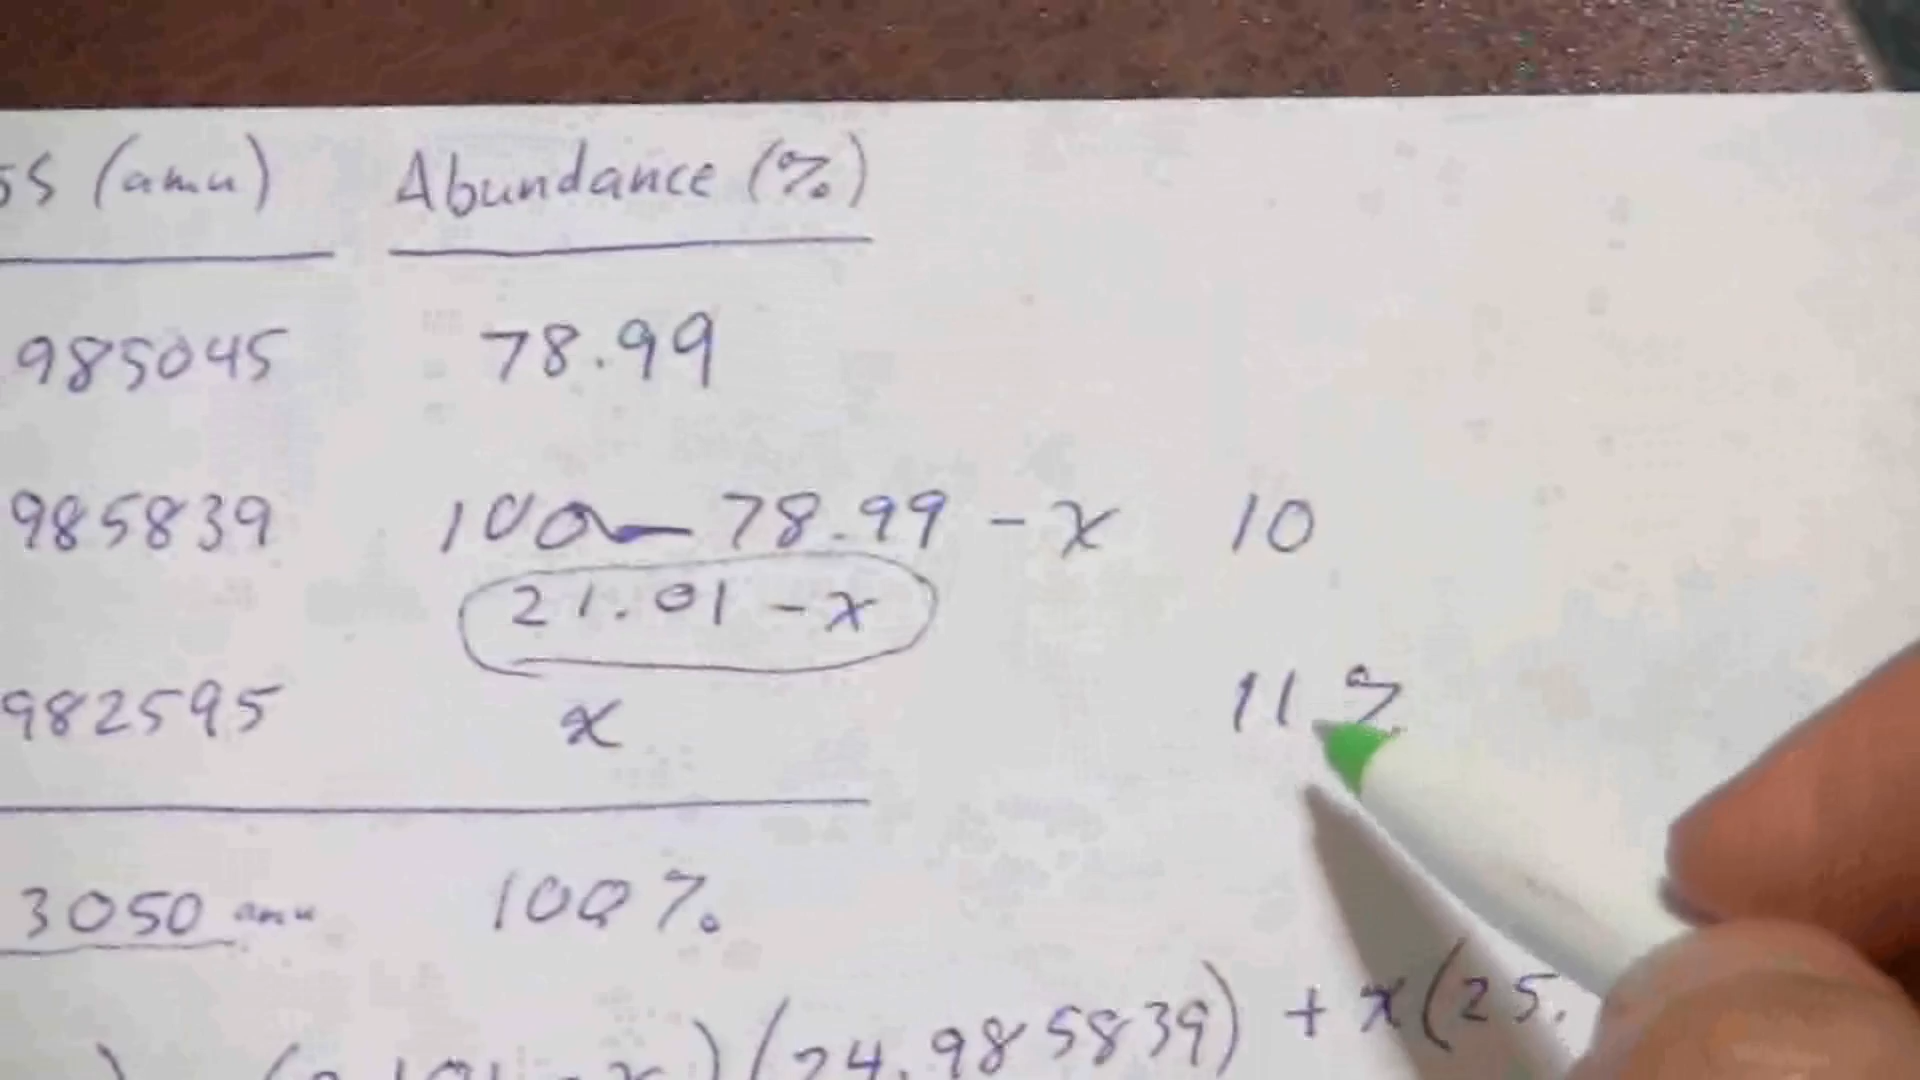 SS (amu) Abundance (%)
985045 78.99
985839 100 - 78.99 - x 10
21.01 - x
982595 x 11 %
3050 amu 100 %
) (24.985839) + x(25.